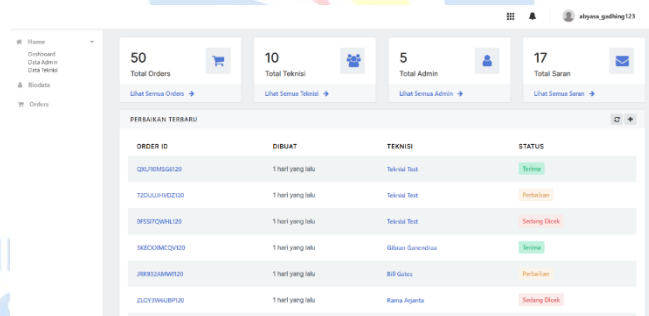 abyasa_gadhing123
Home
Dashboard
Data Admin
Data Teknisi
Biodata
Orders
50
Total Orders
Lihat Semua Orders
10
Total Teknisi
Lihat Semua Teknisi
5
Total Admin
Lihat Semua Admin
17
Total Saran
Lihat Semua Saran
PERBAIKAN TERBARU
ORDER ID DIBUAT TEKNISI STATUS
1 hari yang lalu Teknisi Test Terima
1 hari yang lalu Teknisi Test Perbaikan
1 hari yang lalu Teknisi Test Sedang Dicek
1 hari yang lalu Gibran Ganendraa Terima
1 hari yang lalu Bill Gates Perbaikan
1 hari yang lalu Rama Arjanta Sedang Dicek